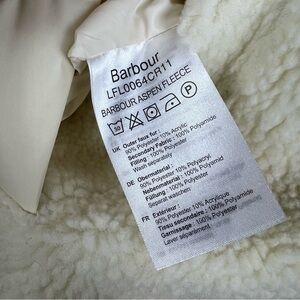 Barbour
LFL0064CR11
BARBOUR ASPEN FLEECE
30
P
UK Outer faux fur :
90% Polyester 10% Acrylic
Secondary Fabric : 100% Polyamide
Filling : 100% Polyester
Wash separately
DE Obermaterial :
90% Polyester 10% Polyacryl
Nebenmaterial : 100% Polyamid
Füllung : 100% Polyester
Separat waschen
FR Extérieur :
90% Polyester 10% Acrylique
Tissu secondaire : 100% Polyamide
Garnissage : 100% Polyester
Laver séparément